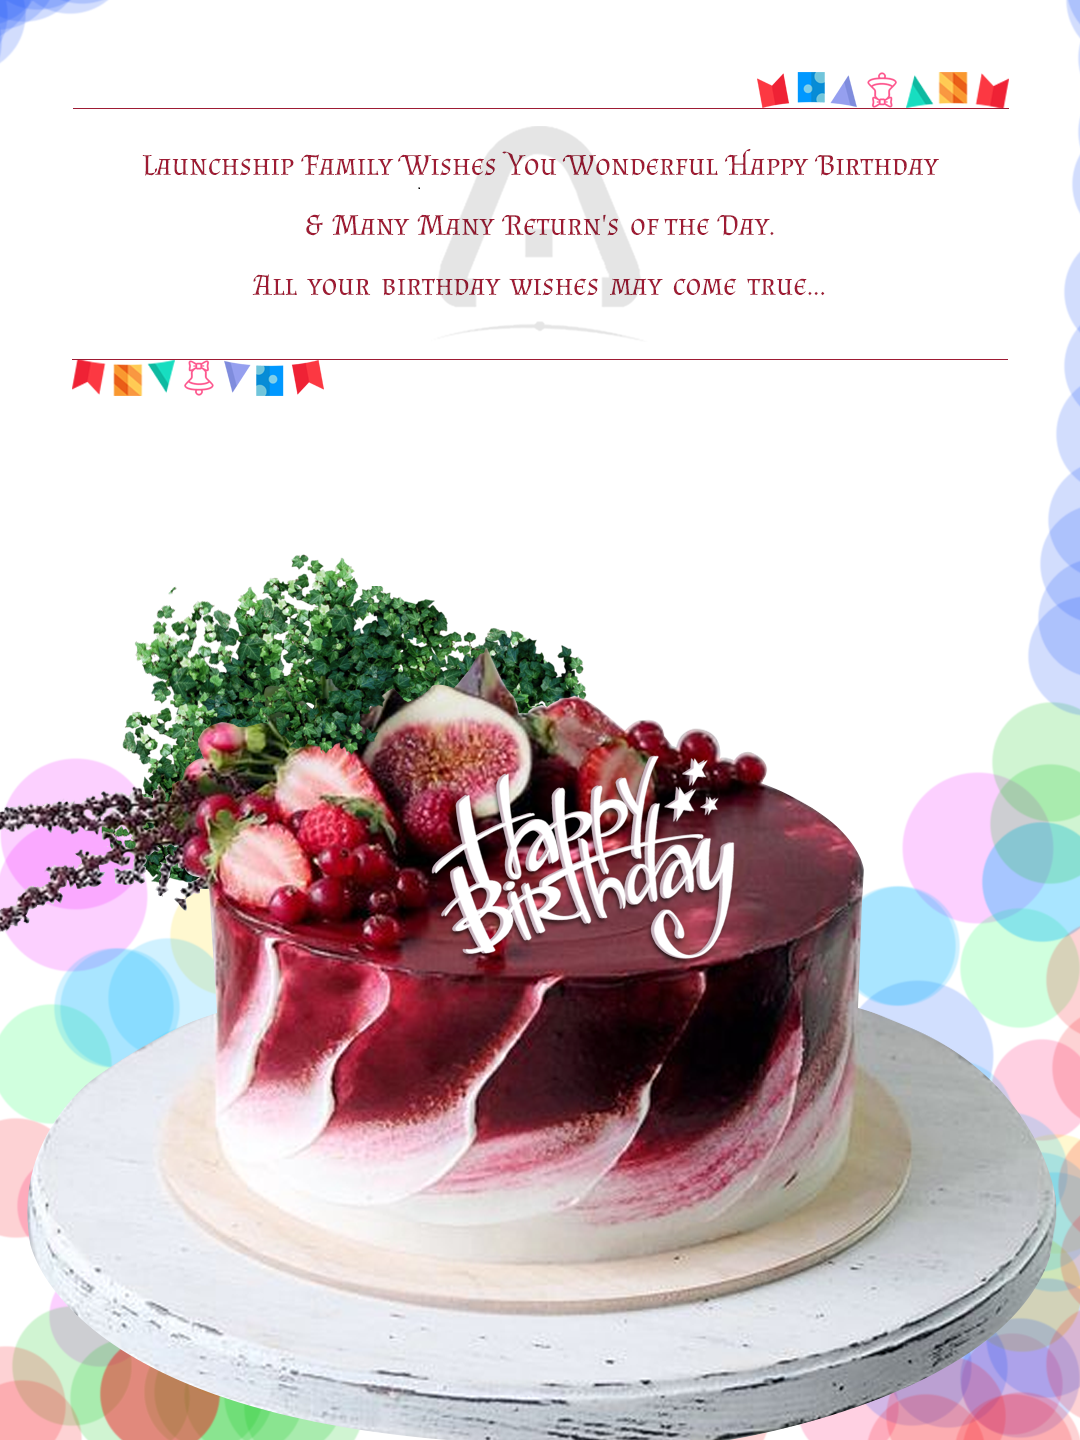 Launchship Family Wishes You Wonderful Happy Birthday
& Many Many Return's of the Day.
All your birthday wishes may come true...
Happy
Birthday